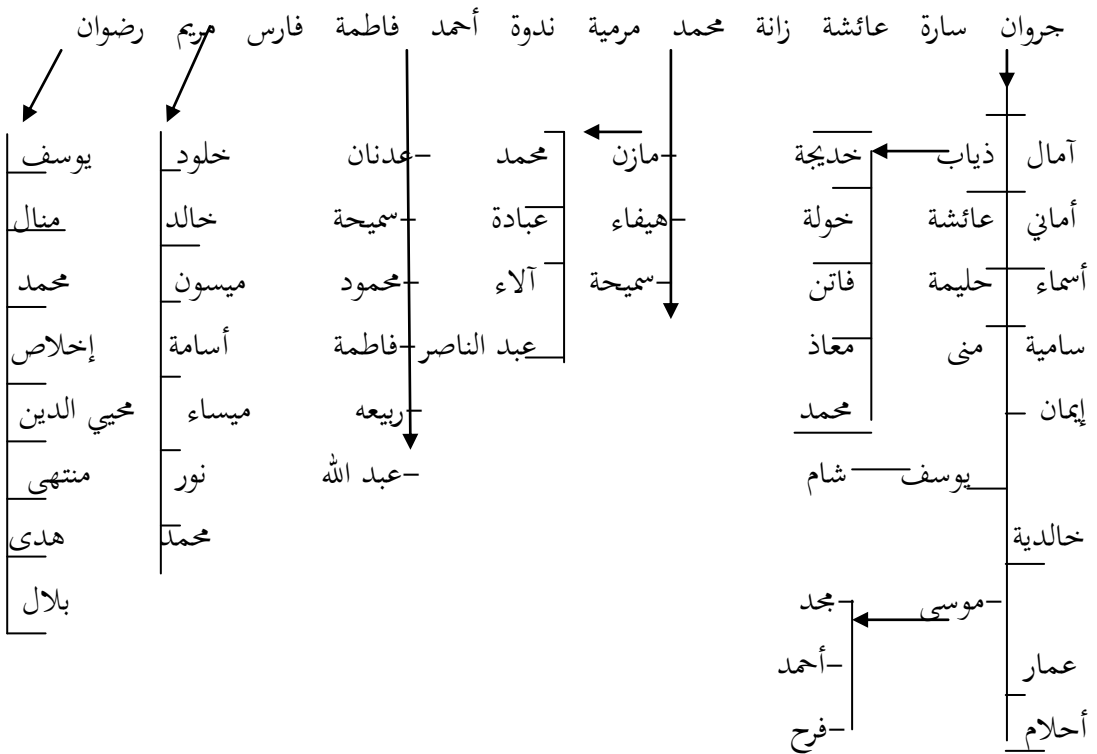 جروان سارة عائشة زانة محمد مرمية ندوة أحمد فاطمة فارس مريم رضوان
آمال ذياب خديجة مازن محمد عدنان خلود يوسف
أماني عائشة خولة هيفاء عبادة سميحة خالد منال
أسماء حليمة فاتن سميحة آلاء محمود ميسون محمد
سامية منى معاذ عبد الناصر فاطمة أسامة إخلاص
إيمان محمد ربيعه ميساء محيي الدين
يوسف شام عبد الله نور منتهى
خالدية محمد هدى
موسى مجد بلال
عمار أحمد
أحلام فرح